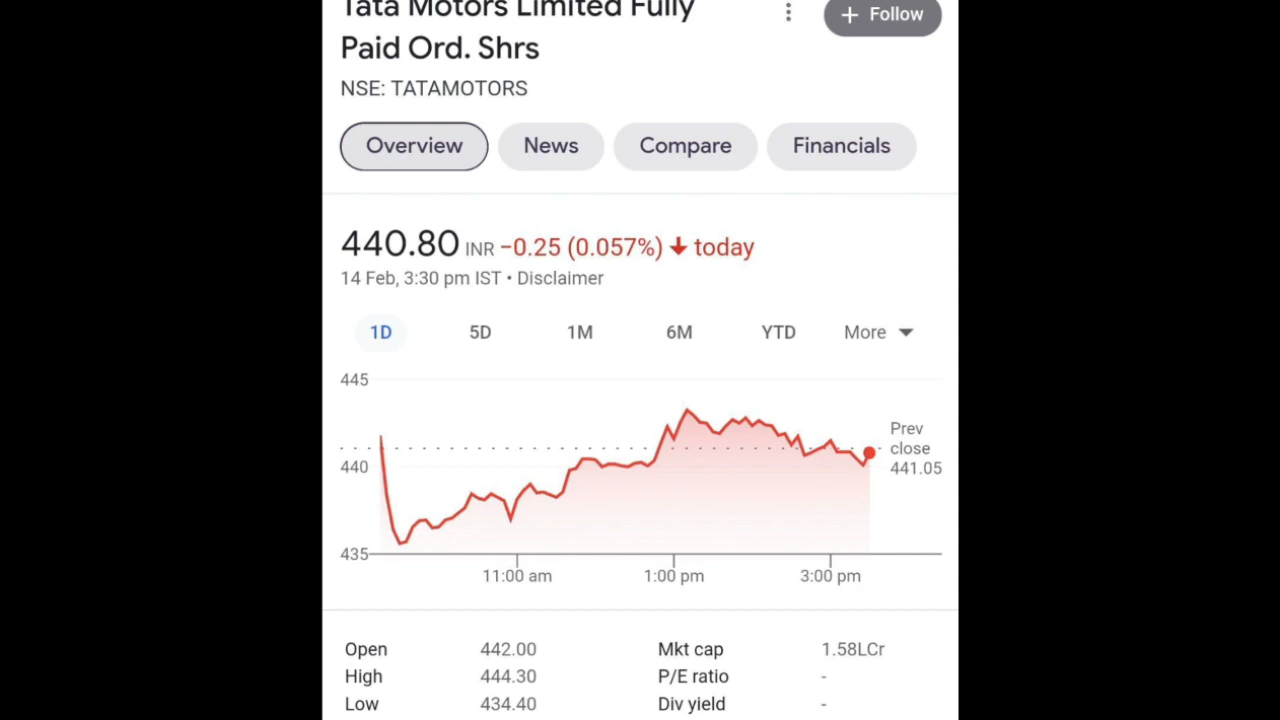 Tata Motors Limited Fully
Paid Ord. Shrs
+ Follow
NSE: TATAMOTORS
Overview
News
Compare
Financials
440.80 INR −0.25 (0.057%) ↓ today
14 Feb, 3:30 pm IST • Disclaimer
1D
5D
1M
6M
YTD
More
445
440
435
Prev
close
441.05
11:00 am
1:00 pm
3:00 pm
Open 442.00
Mkt cap 1.58LCr
High 444.30
P/E ratio -
Low 434.40
Div yield -